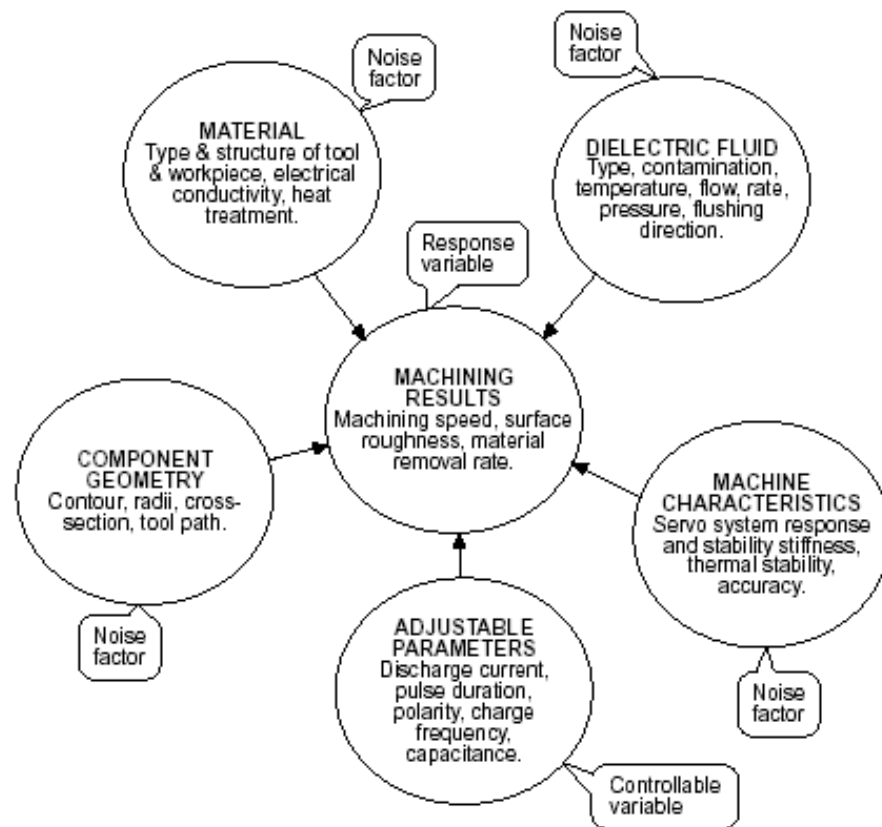 Noise
factor
MATERIAL
Type & structure of tool
& workpiece, electrical
conductivity, heat
treatment.
Noise
factor
DIELECTRIC FLUID
Type, contamination,
temperature, flow, rate,
pressure, flushing
direction.
Response
variable
MACHINING
RESULTS
Machining speed, surface
roughness, material
removal rate.
COMPONENT
GEOMETRY
Contour, radii, cross-
section, tool path.
Noise
factor
MACHINE
CHARACTERISTICS
Servo system response
and stability stiffness,
thermal stability,
accuracy.
Noise
factor
ADJUSTABLE
PARAMETERS
Discharge current,
pulse duration,
polarity, charge
frequency,
capacitance.
Controllable
variable